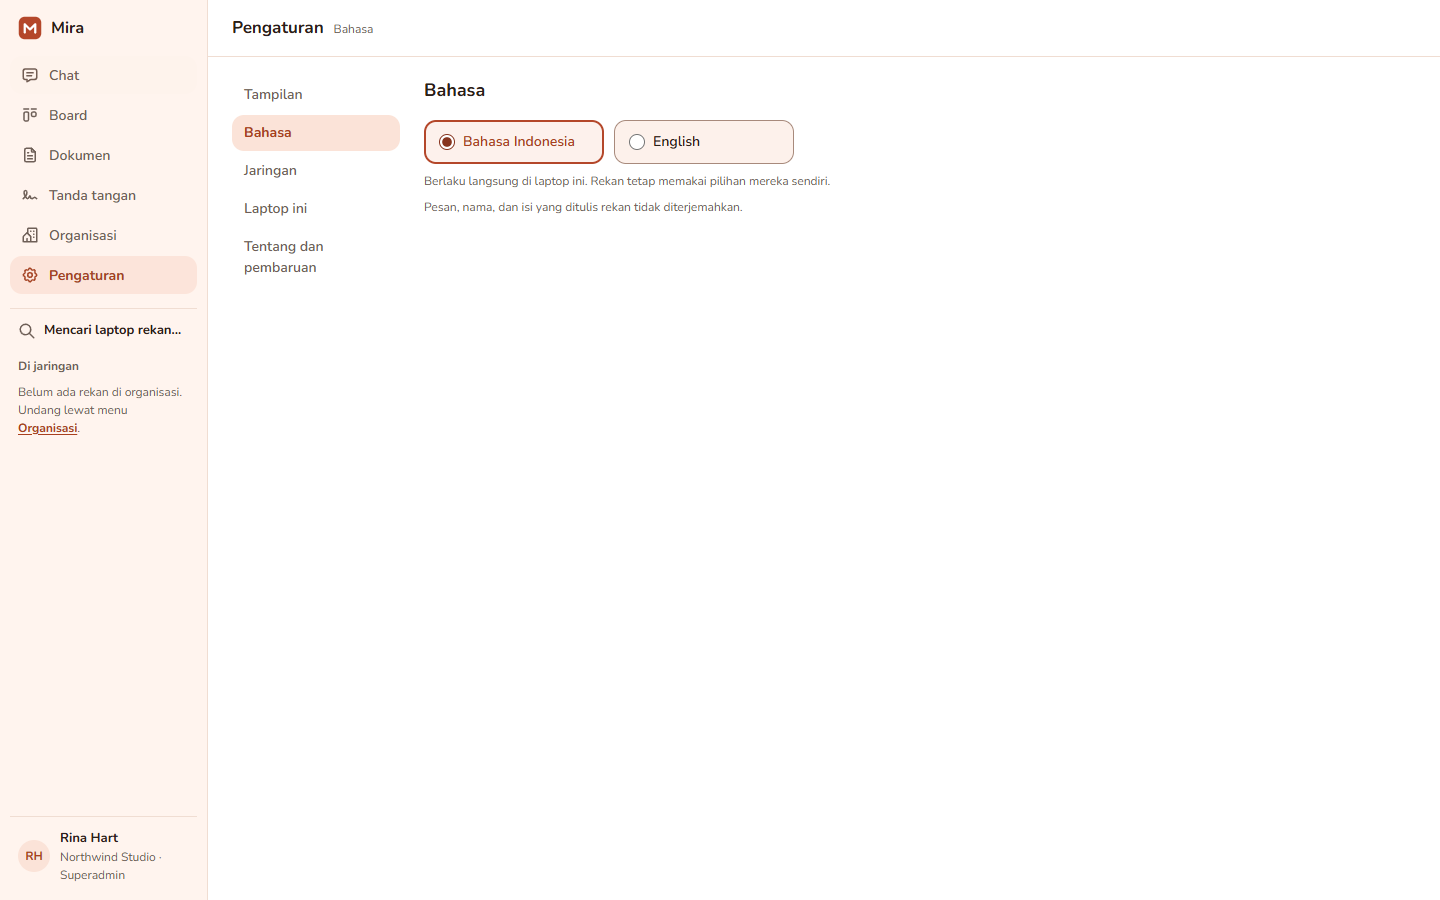 Mira
Chat
Board
Dokumen
Tanda tangan
Organisasi
Pengaturan
Mencari laptop rekan...
Di jaringan
Belum ada rekan di organisasi.
Undang lewat menu
Organisasi.
RH
Rina Hart
Northwind Studio ·
Superadmin
Pengaturan Bahasa
Tampilan
Bahasa
Jaringan
Laptop ini
Tentang dan
pembaruan
Bahasa
Bahasa Indonesia
English
Berlaku langsung di laptop ini. Rekan tetap memakai pilihan mereka sendiri.
Pesan, nama, dan isi yang ditulis rekan tidak diterjemahkan.